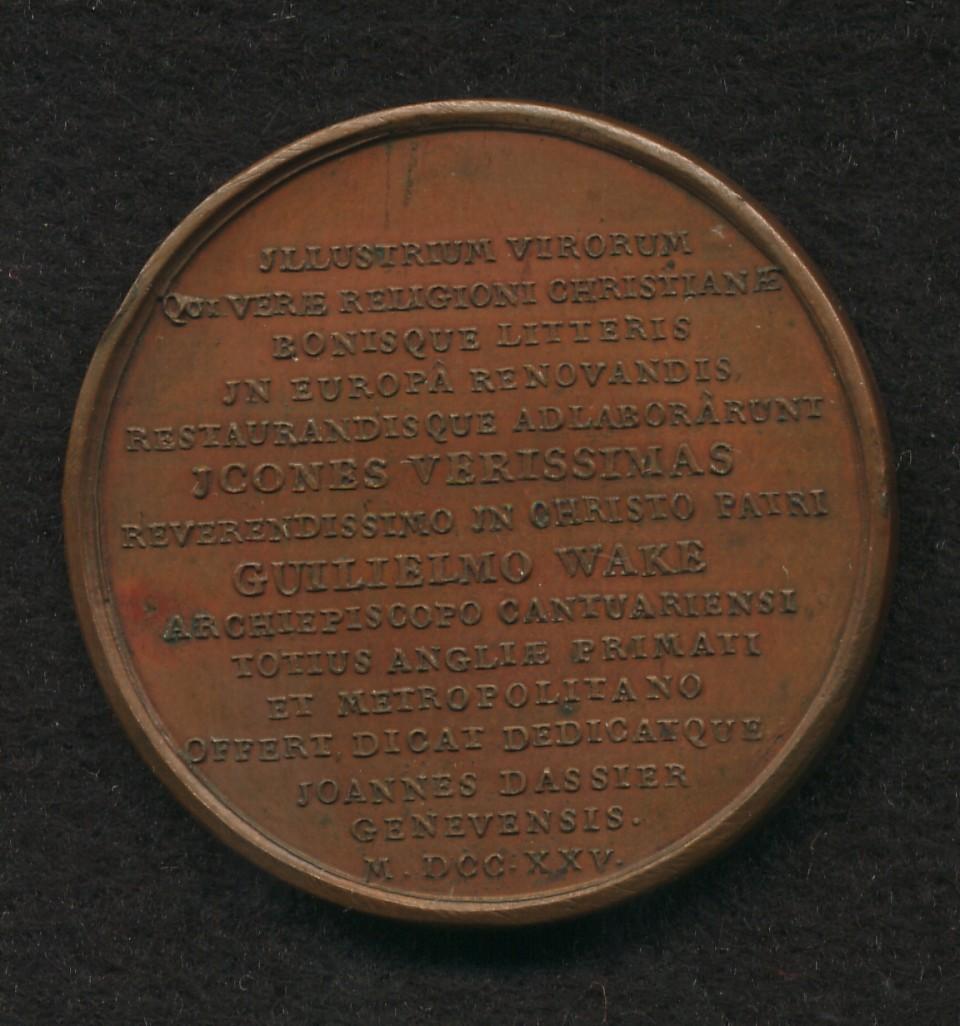 JLLUSTRIUM VIRORUM
QUI VERÆ RELIGIONI CHRISTIANÆ
BONISQUE LITTERIS
JN EUROPÂ RENOVANDIS,
RESTAURANDISQUE ADLABORÂRUNT
JCONES VERISSIMAS
REVERENDISSIMO JN CHRISTO PATRI
GUILIELMO WAKE
ARCHIEPISCOPO CANTUARIENSI
TOTIUS ANGLIÆ PRIMATI
ET METROPOLITANO
OFFERT, DICAT DEDICATQUE
JOANNES DASSIER
GENEVENSIS.
M. DCC. XXV.